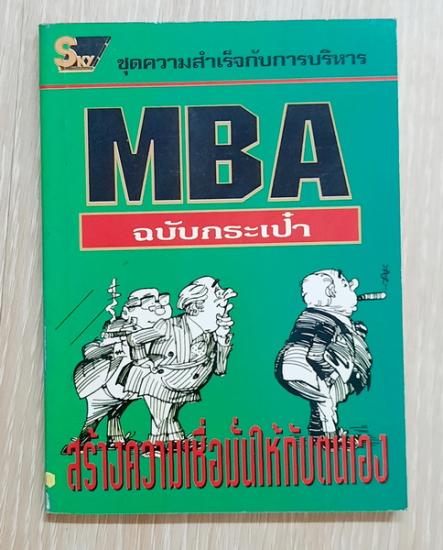 SKY
ชุดความสำเร็จกับการบริหาร
MBA
ฉบับกระเป๋า
สร้างความเชื่อมั่นให้กับตนเอง